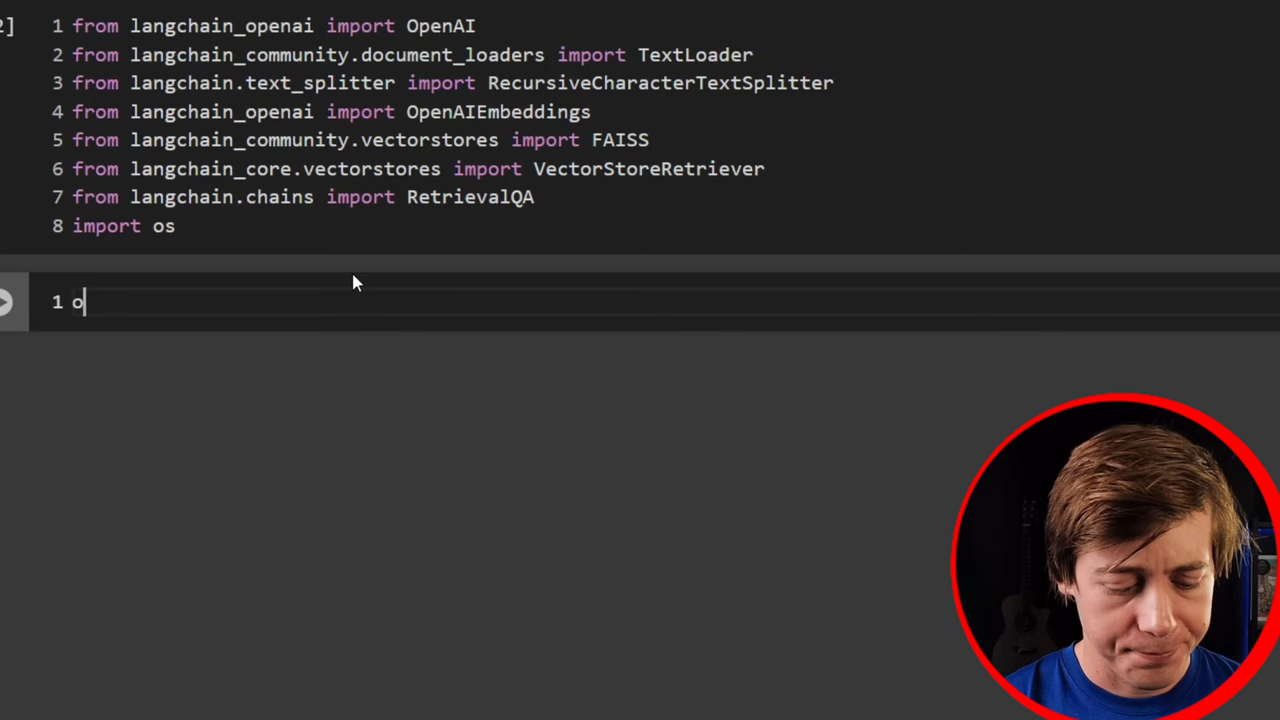 2]
1 from langchain_openai import OpenAI
2 from langchain_community.document_loaders import TextLoader
3 from langchain.text_splitter import RecursiveCharacterTextSplitter
4 from langchain_openai import OpenAIEmbeddings
5 from langchain_community.vectorstores import FAISS
6 from langchain_core.vectorstores import VectorStoreRetriever
7 from langchain.chains import RetrievalQA
8 import os
1 o